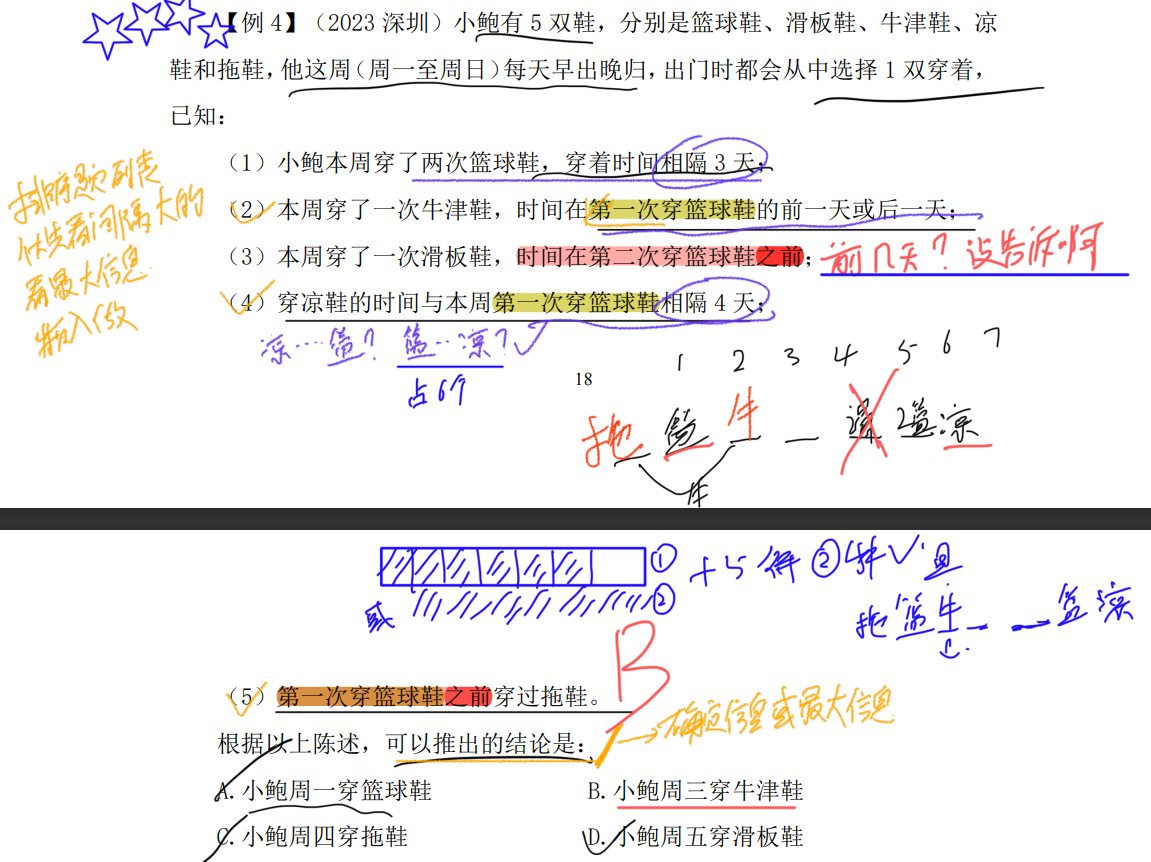 【例 4】（2023 深圳）小鲍有 5 双鞋，分别是篮球鞋、滑板鞋、牛津鞋、凉
鞋和拖鞋，他这周（周一至周日）每天早出晚归，出门时都会从中选择 1 双穿着，
已知：
（1）小鲍本周穿了两次篮球鞋，穿着时间相隔 3 天；
（2）本周穿了一次牛津鞋，时间在第一次穿篮球鞋的前一天或后一天；
（3）本周穿了一次滑板鞋，时间在第二次穿篮球鞋之前；
前几天？没告诉啊
（4）穿凉鞋的时间与本周第一次穿篮球鞋相隔 4 天；
优先看间隔大的
看最大信息
凉…篮？ 篮…凉？
占6个
1 2 3 4 5 6 7
18
拖 篮 牛 篮 凉
牛
① +5得②
或 ②
拖 篮 牛 篮 凉
B
（5）第一次穿篮球鞋之前穿过拖鞋。
→确定信息或最大信息
根据以上陈述，可以推出的结论是：
A. 小鲍周一穿篮球鞋 B. 小鲍周三穿牛津鞋
C. 小鲍周四穿拖鞋 D. 小鲍周五穿滑板鞋